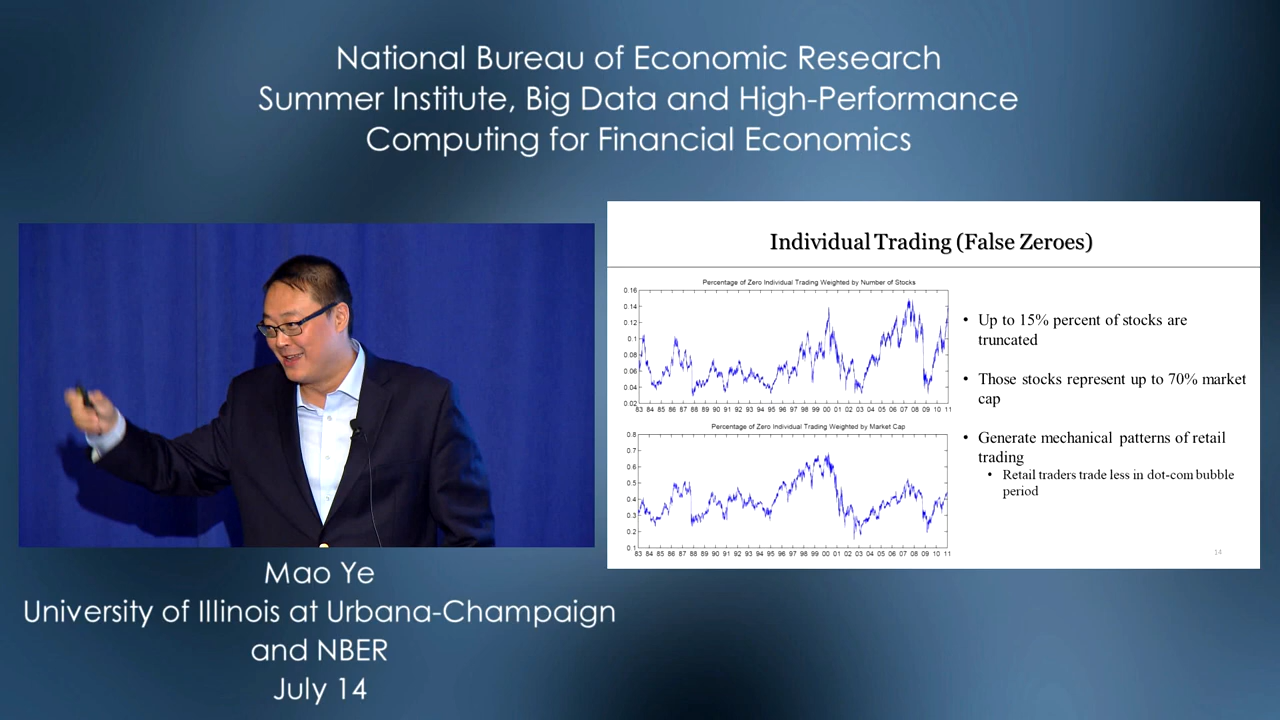 National Bureau of Economic Research
Summer Institute, Big Data and High-Performance
Computing for Financial Economics
Individual Trading (False Zeroes)
Percentage of Zero Individual Trading Weighted by Number of Stocks
0.16
0.14
0.12
0.1
0.08
0.06
0.04
0.02
83 84 85 86 87 88 89 90 91 92 93 94 95 96 97 98 99 00 01 02 03 04 05 06 07 08 09 10 11
Percentage of Zero Individual Trading Weighted by Market Cap
0.8
0.7
0.6
0.5
0.4
0.3
0.2
0.1
83 84 85 86 87 88 89 90 91 92 93 94 95 96 97 98 99 00 01 02 03 04 05 06 07 08 09 10 11
• Up to 15% percent of stocks are
truncated
• Those stocks represent up to 70% market
cap
• Generate mechanical patterns of retail
trading
• Retail traders trade less in dot-com bubble
period
14
Mao Ye
University of Illinois at Urbana-Champaign
and NBER
July 14